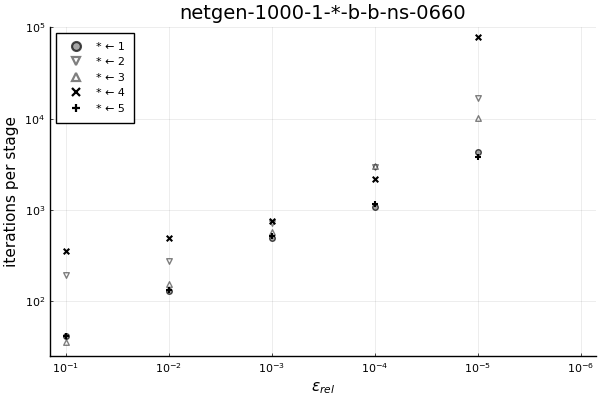 netgen-1000-1-*-b-b-ns-0660
iterations per stage
10⁵
10⁴
10³
10²
* ← 1
* ← 2
* ← 3
* ← 4
* ← 5
10⁻¹ 10⁻² 10⁻³ 10⁻⁴ 10⁻⁵ 10⁻⁶
ε_rel